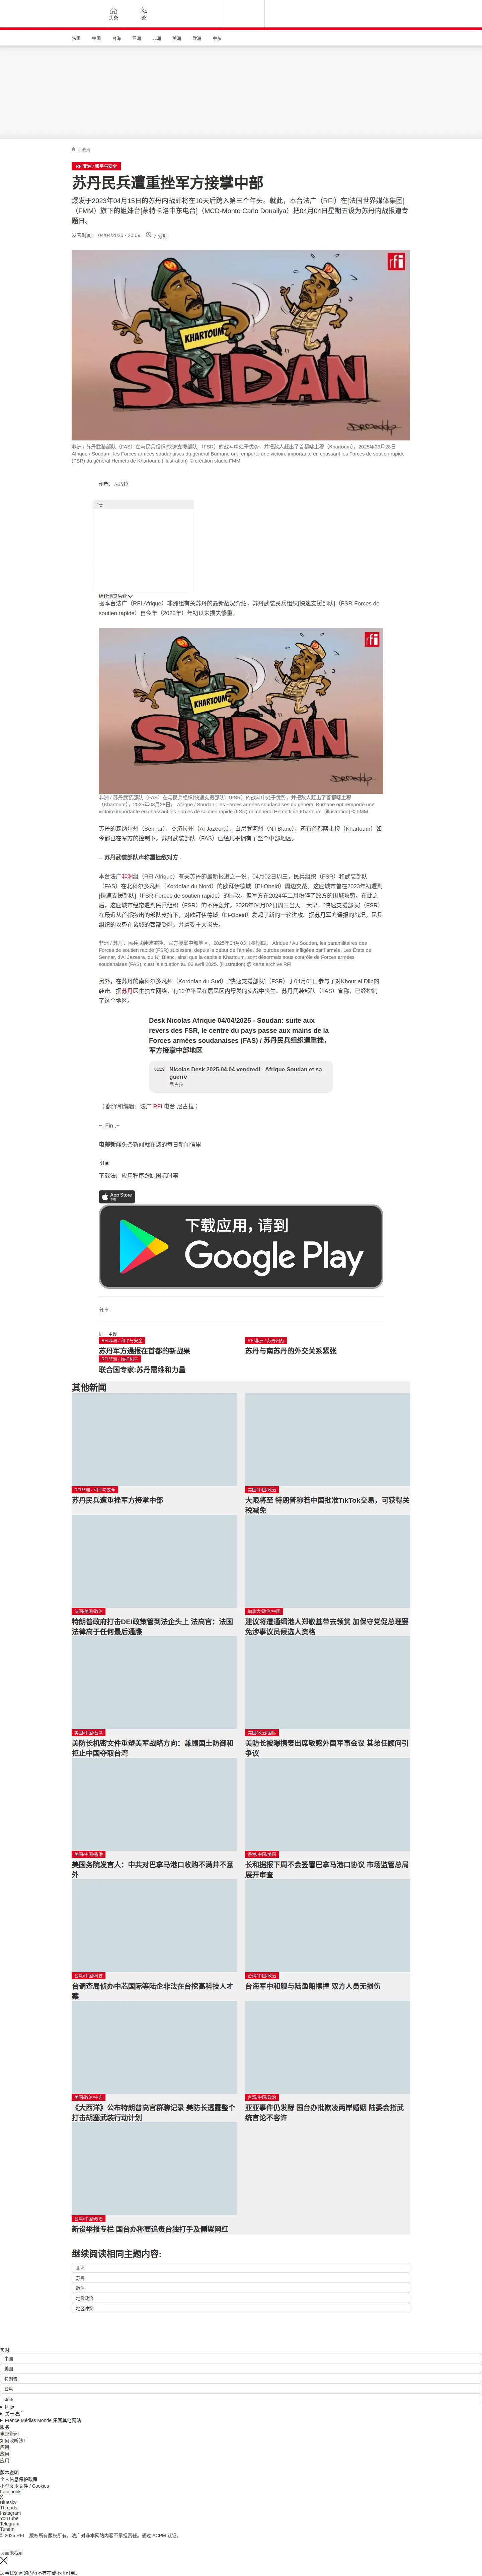 头条
繁
法国
中国
台海
亚洲
非洲
美洲
欧洲
中东
/ 政治
RFI非洲 / 和平与安全
苏丹民兵遭重挫军方接掌中部
爆发于2023年04月15日的苏丹内战即将在10天后跨入第三个年头。就此，本台法广（RFI）在[法国世界媒体集团]
（FMM）旗下的姐妹台[蒙特卡洛中东电台]（MCD-Monte Carlo Doualiya）把04月04日星期五设为苏丹内战报道专
题日。
发表时间： 04/04/2025 - 20:08
7 分钟
rfi
KHARTOUM
SUDAN
非洲 / 苏丹武装部队（FAS）在与民兵组织[快速支援部队]（FSR）的战斗中处于优势，并把敌人赶出了首都喀土穆（Khartoum），2025年03月28日
Afrique / Soudan : les Forces armées soudanaises du général Burhane ont remporté une victoire importante en chassant les Forces de soutien rapide
(FSR) du général Hemetti de Khartoum. (illustration) © création studio FMM
作者： 尼古拉
广告
继续浏览后续
据本台法广（RFI Afrique）非洲组有关苏丹的最新战况介绍，苏丹武装民兵组织[快速支援部队]（FSR-Forces de
soutien rapide）自今年（2025年）年初以来损失惨重。
rfi
KHARTOUM
SUDAN
非洲 / 苏丹武装部队（FAS）在与民兵组织[快速支援部队]（FSR）的战斗中处于优势，并把敌人赶出了首都喀土穆
（Khartoum），2025年03月28日。 Afrique / Soudan : les Forces armées soudanaises du général Burhane ont remporté une
victoire importante en chassant les Forces de soutien rapide (FSR) du général Hemetti de Khartoum. (illustration) © FMM
苏丹的森纳尔州（Sennar）、杰济拉州（Al Jazeera）、白尼罗河州（Nil Blanc），还有首都喀土穆（Khartoum）如
今都已在军方的控制下。苏丹武装部队（FAS）已经几乎拥有了整个中部地区。
-- 苏丹武装部队声称重挫敌对方 -
本台法广非洲组（RFI Afrique）有关苏丹的最新报道之一说，04月02日周三，民兵组织（FSR）和武装部队
（FAS）在北科尔多凡州（Kordofan du Nord）的欧拜伊德城（El-Obeid）周边交战。这座城市曾在2023年初遭到
[快速支援部队]（FSR-Forces de soutien rapide）的围攻，但军方在2024年二月粉碎了敌方的围城攻势。在此之
后，这座城市经常遭到民兵组织（FSR）的不停轰炸。2025年04月02日周三当天一大早，[快速支援部队]（FSR）
在最近从首都撤出的部队支持下，对欧拜伊德城（El-Obeid）发起了新的一轮进攻。据苏丹军方通报的战况，民兵
组织的攻势在该城的西部受阻，并遭受重大损失。
非洲 / 苏丹 : 民兵武装遭重挫，军方接掌中部地区，2025年04月03日星期四。 Afrique / Au Soudan, les paramilitaires des
Forces de soutien rapide (FSR) subissent, depuis le début de l'année, de lourdes pertes infligées par l'armée. Les États de
Sennar, d'Al Jazeera, du Nil Blanc, ainsi que la capitale Khartoum, sont désormais sous contrôle de Forces armées
soudanaises (FAS), c'est la situation au 03 avril 2025. (illustration) @ carte archive RFI
另外，在苏丹的南科尔多凡州（Kordofan du Sud）,[快速支援部队]（FSR）于04月01日参与了对Khour al Dilb的
袭击。据苏丹医生独立网络，有12位平民在居民区内爆发的交战中丧生。苏丹武装部队（FAS）宣称，已经控制
了这个地区。
Desk Nicolas Afrique 04/04/2025 - Soudan: suite aux
revers des FSR, le centre du pays passe aux mains de la
Forces armées soudanaises (FAS) / 苏丹民兵组织遭重挫，
军方接掌中部地区
01:29
Nicolas Desk 2025.04.04 vendredi - Afrique Soudan et sa
guerre
尼古拉
（ 翻译和编辑：法广 RFI 电台 尼古拉 ）
~. Fin .~
电邮新闻头条新闻就在您的每日新闻信里
订阅
下载法广应用程序跟踪国际时事
App Store
下载应用，请到
Google Play
分享 :
同一主题
RFI非洲 / 和平与安全
苏丹军方通报在首都的新战果
RFI非洲 / 苏丹内战
苏丹与南苏丹的外交关系紧张
RFI非洲 / 维护和平
联合国专家:苏丹需维和力量
其他新闻
RFI非洲 / 和平与安全
苏丹民兵遭重挫军方接掌中部
美国/中国/政治
大限将至 特朗普称若中国批准TikTok交易，可获得关
税减免
法国/美国/政治
特朗普政府打击DEI政策管到法企头上 法高官：法国
法律高于任何最后通牒
加拿大/政治/中国
建议将遭通缉港人郑敬基带去领赏 加保守党促总理罢
免涉事议员候选人资格
美国/中国/台湾
美防长机密文件重塑美军战略方向：兼顾国土防御和
拒止中国夺取台湾
美国/政治/国际
美防长被曝携妻出席敏感外国军事会议 其弟任顾问引
争议
美国/中国/香港
美国务院发言人：中共对巴拿马港口收购不满并不意
外
香港/中国/美国
长和据报下周不会签署巴拿马港口协议 市场监管总局
展开审查
台湾/中国/科技
台调查局侦办中芯国际等陆企非法在台挖高科技人才
案
台湾/中国/政治
台海军中和舰与陆渔船擦撞 双方人员无损伤
美国/政治/中东
《大西洋》公布特朗普高官群聊记录 美防长透露整个
打击胡塞武装行动计划
台湾/中国/政治
亚亚事件仍发酵 国台办批欺凌两岸婚姻 陆委会指武
统言论不容许
台湾/中国/政治
新设举报专栏 国台办称要追责台独打手及侧翼网红
继续阅读相同主题内容:
非洲
苏丹
政治
地缘政治
地区冲突
实时
中国
美国
特朗普
台湾
国际
国际
关于法广
France Médias Monde 集团其他网站
服务
电邮新闻
如何收听法广
应用
应用
应用
版本说明
个人信息保护政策
小型文本文件 / Cookies
Facebook
X
Bluesky
Threads
Instagram
YouTube
Telegram
TuneIn
© 2025 RFI – 版权所有版权所有。法广对非本网站内容不承担责任。通过 ACPM 认证。
页面未找到
您尝试访问的内容不存在或不再可用。